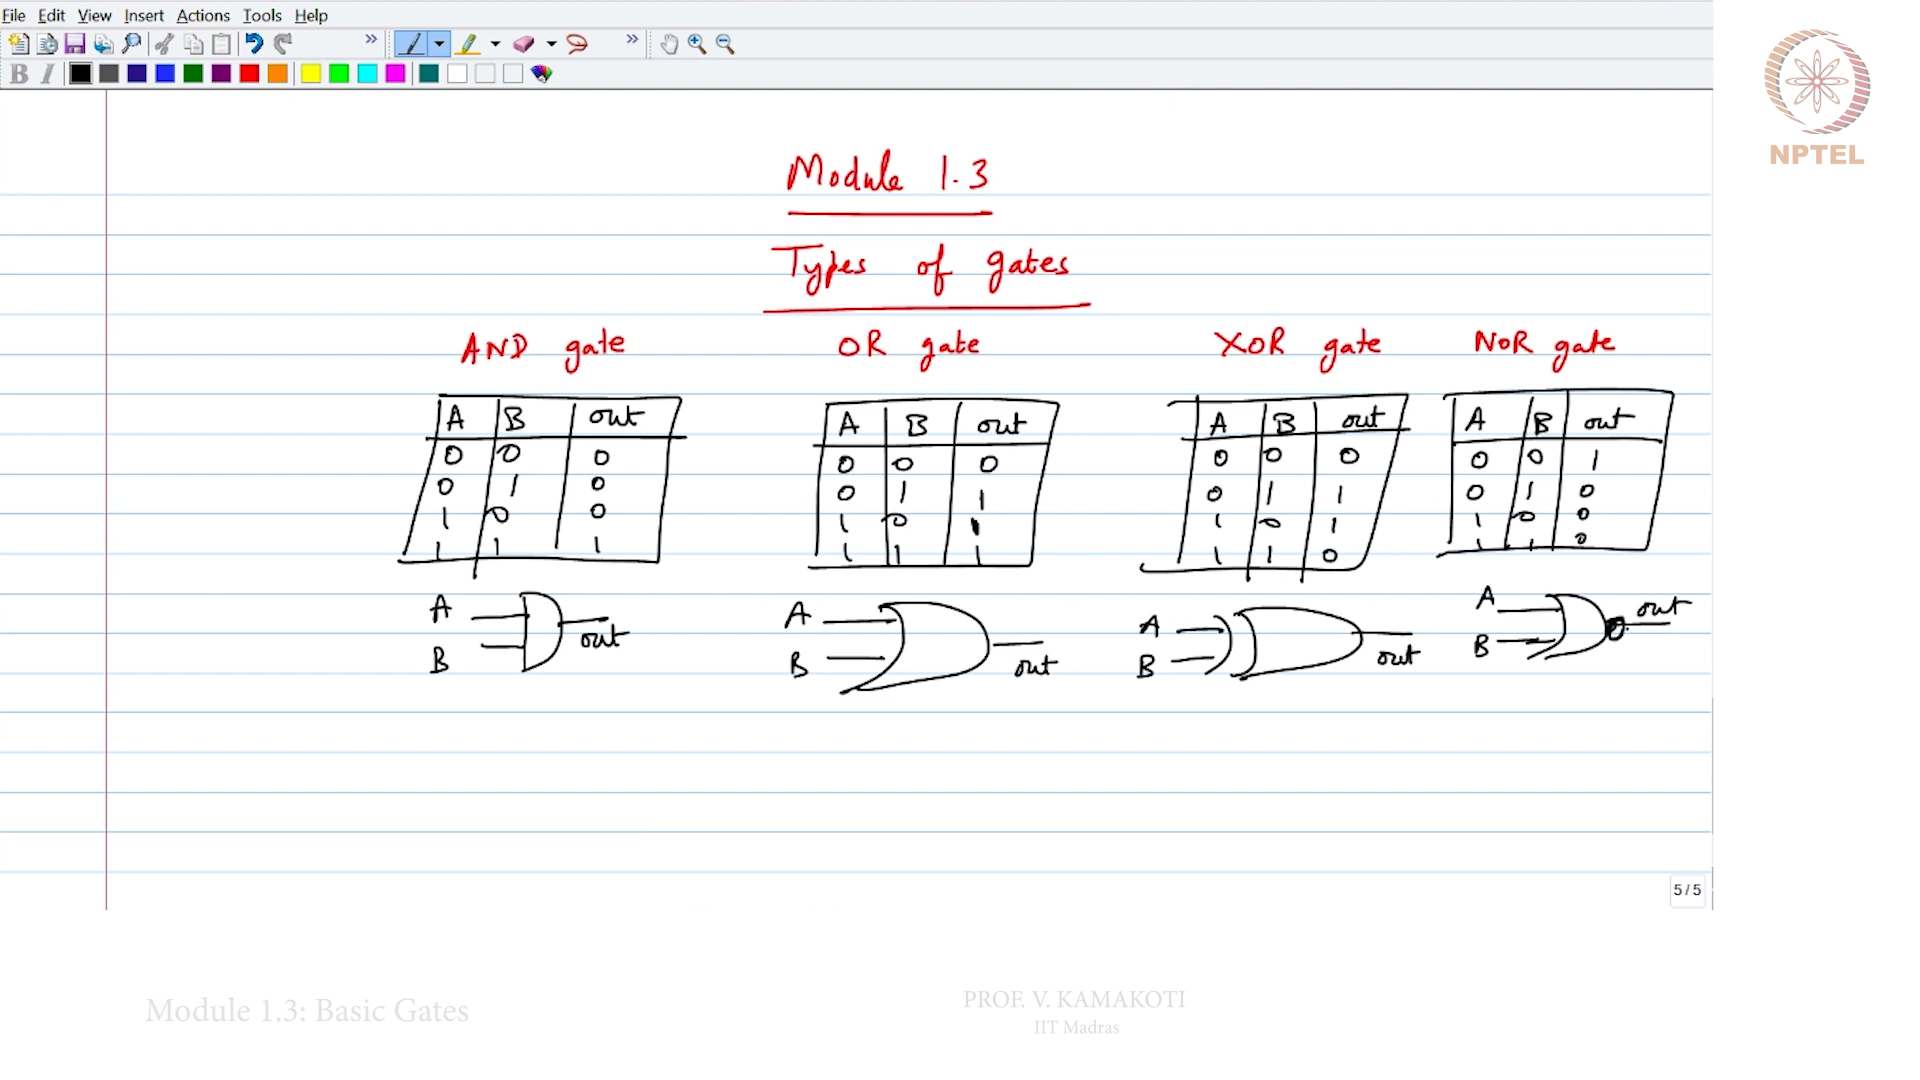 File Edit View Insert Actions Tools Help
B I
NPTEL
Module 1.3
Types of gates
AND gate OR gate XOR gate NOR gate
A B out A B out A B out A B out
0 0 0 0 0 0 0 0 0 0 0 1
0 1 0 0 1 1 0 1 1 0 1 0
1 0 0 1 0 1 1 0 1 1 0 0
1 1 1 1 1 1 1 1 0 1 1 0
A A A A out
B out B out B out B
5 / 5
Module 1.3: Basic Gates
PROF. V. KAMAKOTI
IIT Madras